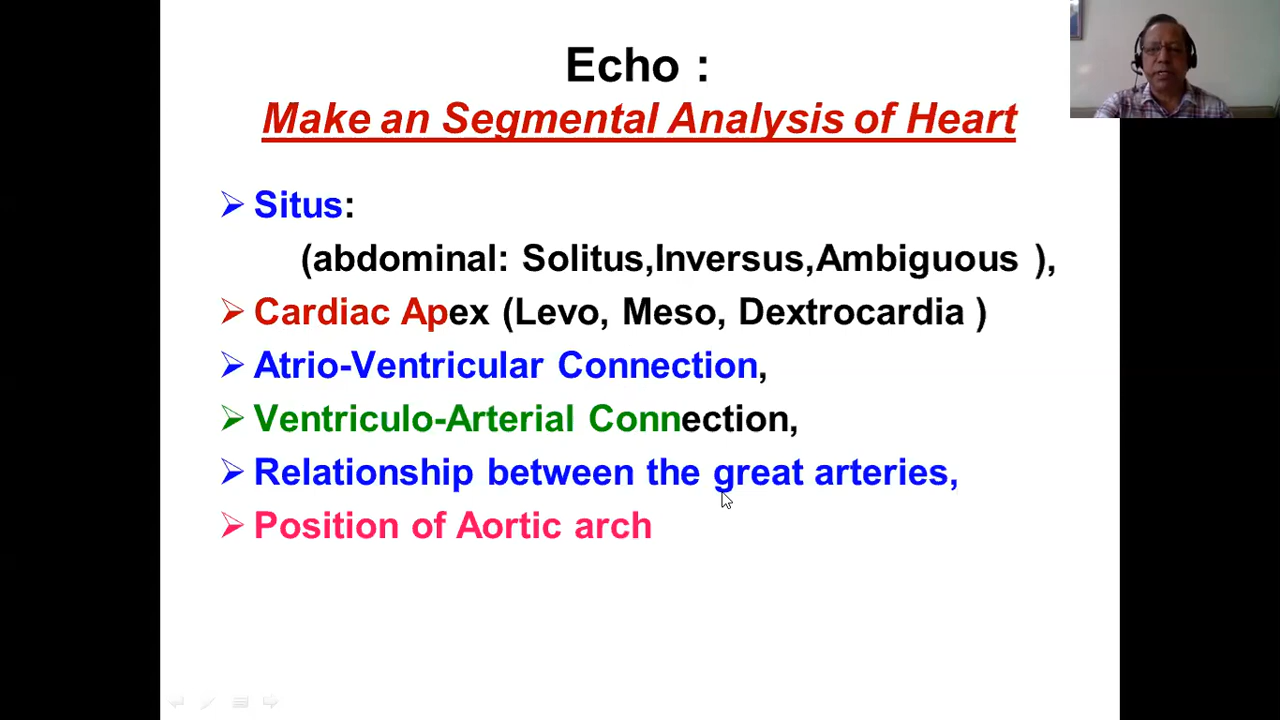 Echo :
Make an Segmental Analysis of Heart
Situs:
(abdominal: Solitus,Inversus,Ambiguous ),
Cardiac Apex (Levo, Meso, Dextrocardia )
Atrio-Ventricular Connection,
Ventriculo-Arterial Connection,
Relationship between the great arteries,
Position of Aortic arch